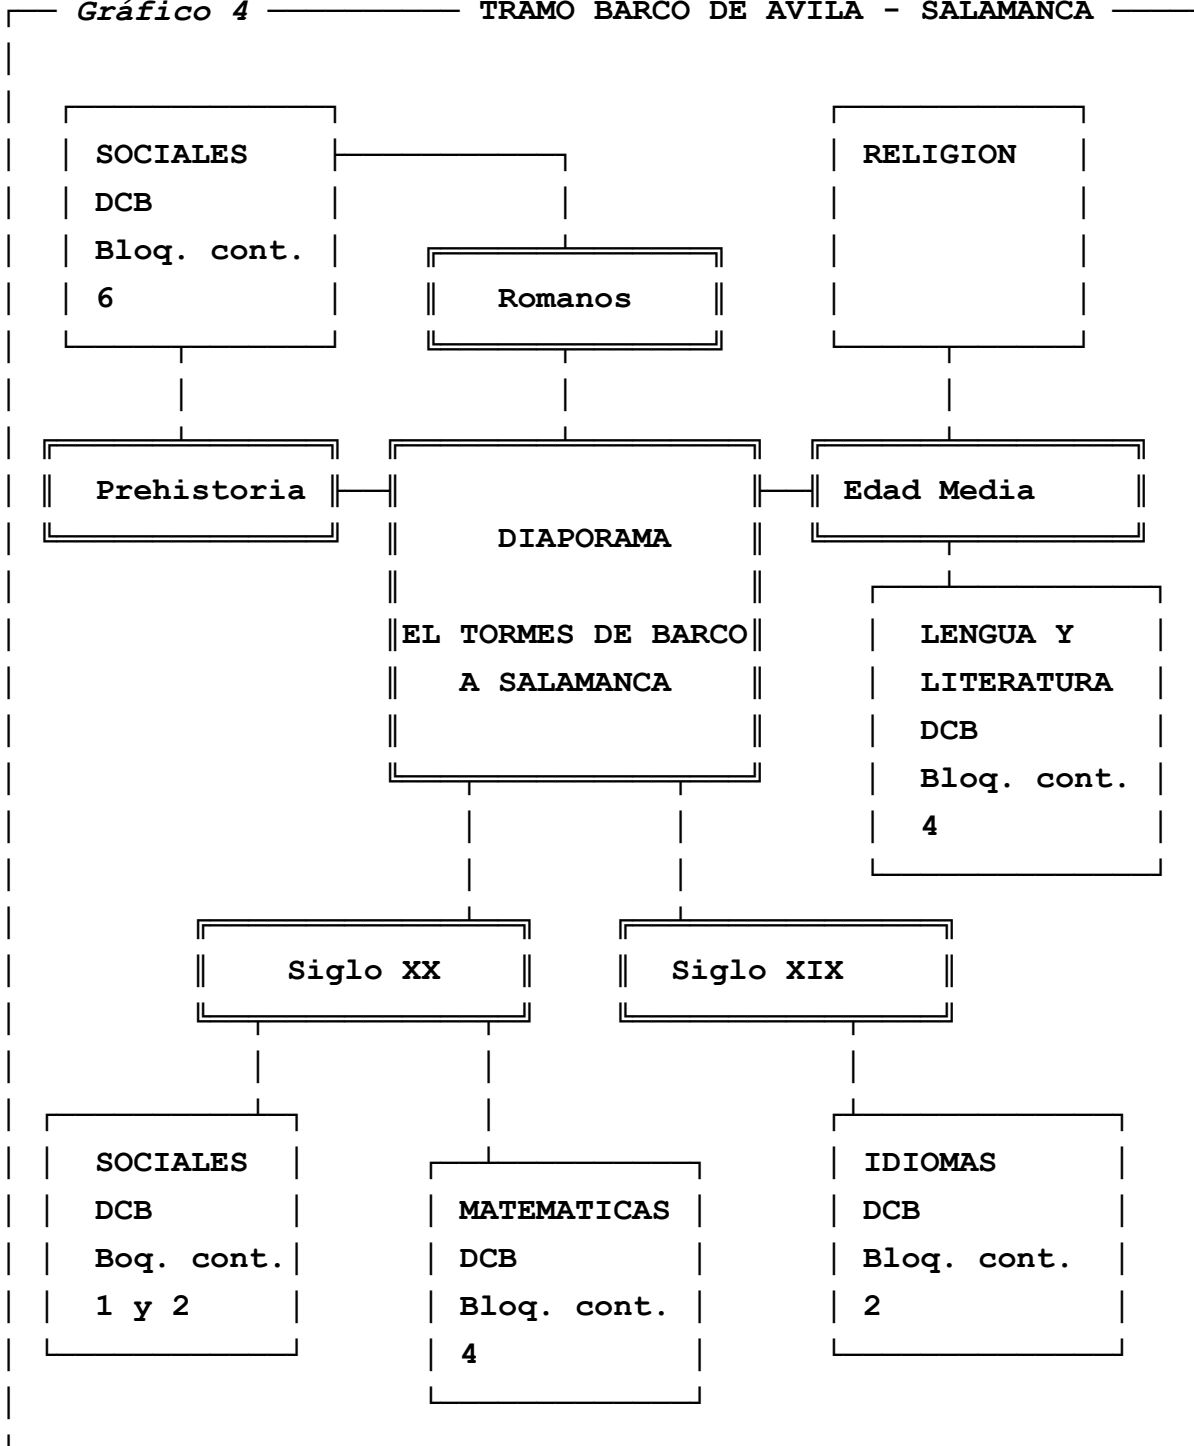 Gráfico 4 TRAMO BARCO DE AVILA - SALAMANCA
SOCIALES
DCB
Bloq. cont.
6
Romanos
RELIGION
Prehistoria
DIAPORAMA
EL TORMES DE BARCO
A SALAMANCA
Edad Media
LENGUA Y
LITERATURA
DCB
Bloq. cont.
4
Siglo XX
Siglo XIX
SOCIALES
DCB
Boq. cont.
1 y 2
MATEMATICAS
DCB
Bloq. cont.
4
IDIOMAS
DCB
Bloq. cont.
2